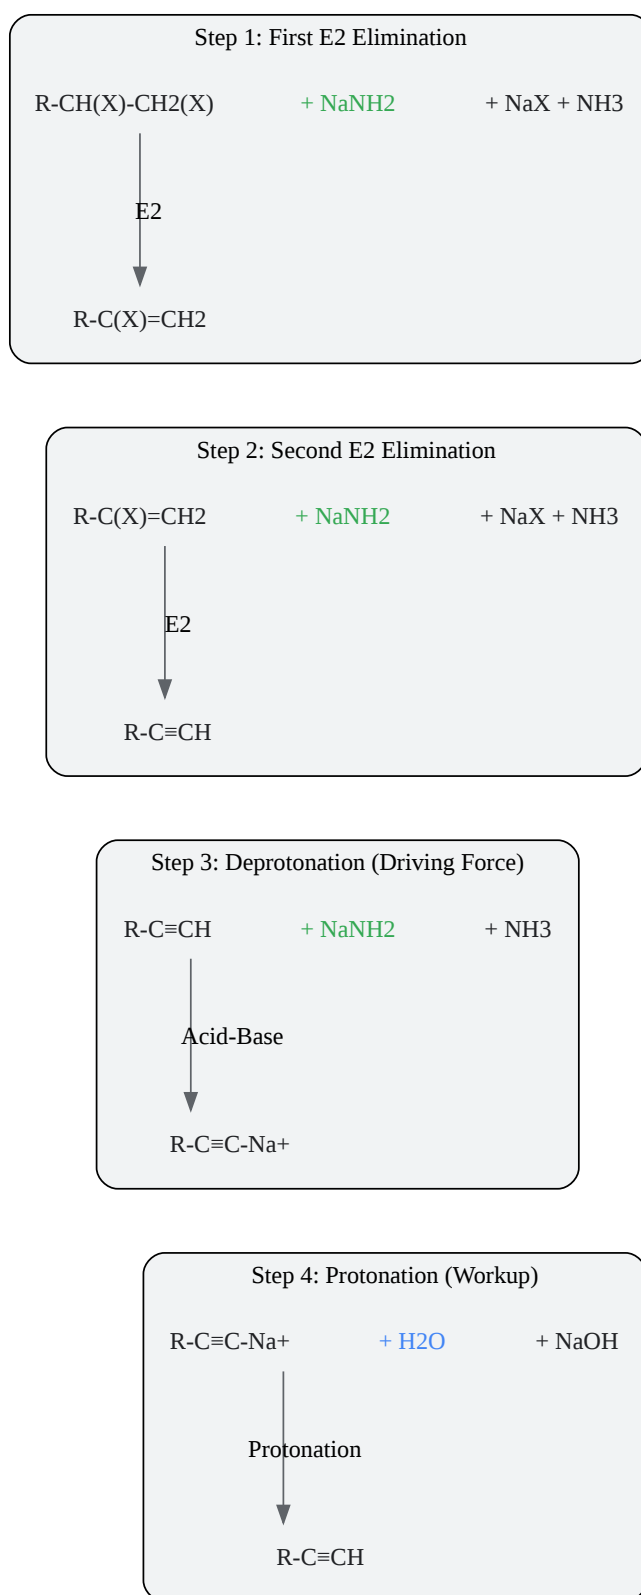 Step 1: First E2 Elimination
R-CH(X)-CH2(X) + NaNH2 + NaX + NH3
E2
R-C(X)=CH2
Step 2: Second E2 Elimination
R-C(X)=CH2 + NaNH2 + NaX + NH3
E2
R-C≡CH
Step 3: Deprotonation (Driving Force)
R-C≡CH + NaNH2 + NH3
Acid-Base
R-C≡C-Na+
Step 4: Protonation (Workup)
R-C≡C-Na+ + H2O + NaOH
Protonation
R-C≡CH